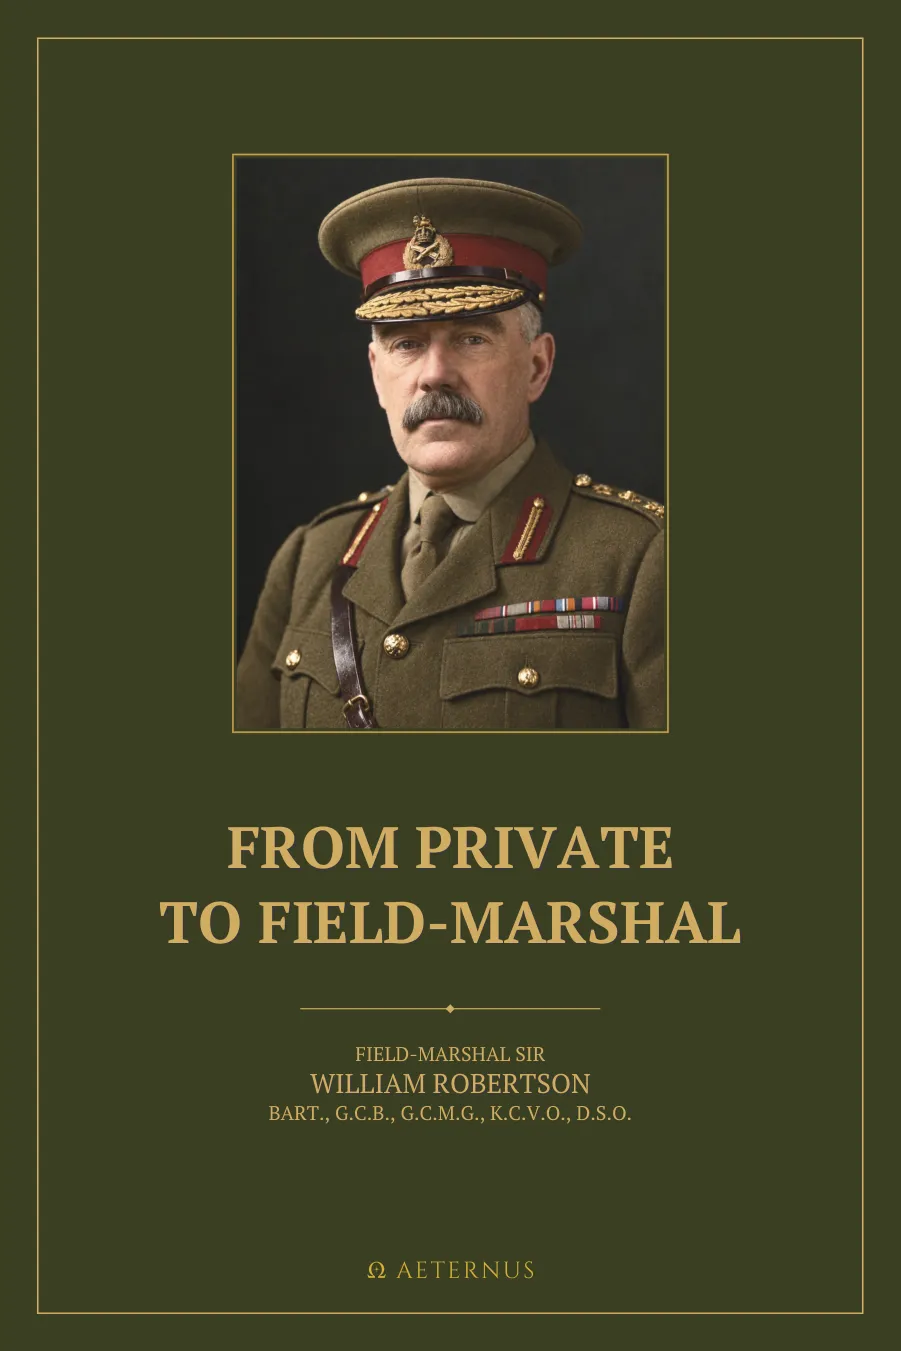 FROM PRIVATE
TO FIELD-MARSHAL
FIELD-MARSHAL SIR
WILLIAM ROBERTSON
BART., G.C.B., G.C.M.G., K.C.V.O., D.S.O.
Ω AETERNUS